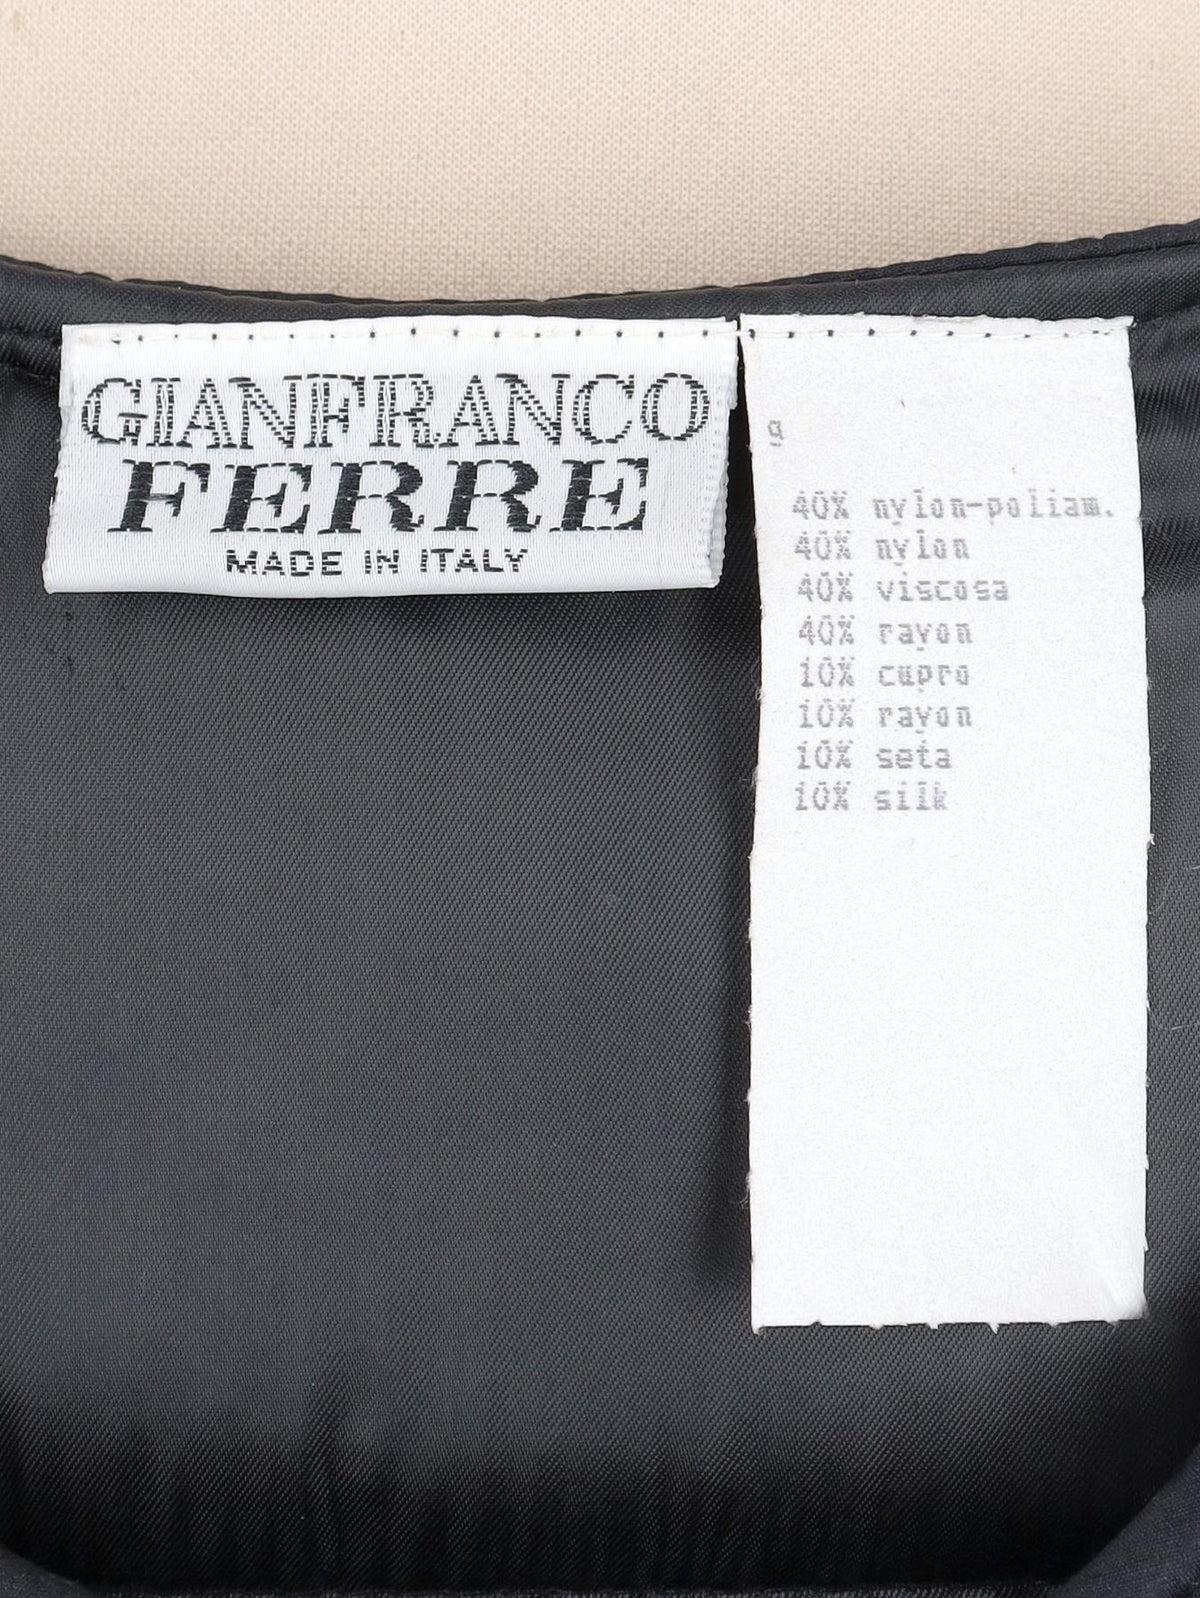 GIANFRANCO
FERRE
MADE IN ITALY
g
40% nylon-poliam.
40% nylon
40% viscosa
40% rayon
10% cupro
10% rayon
10% seta
10% silk